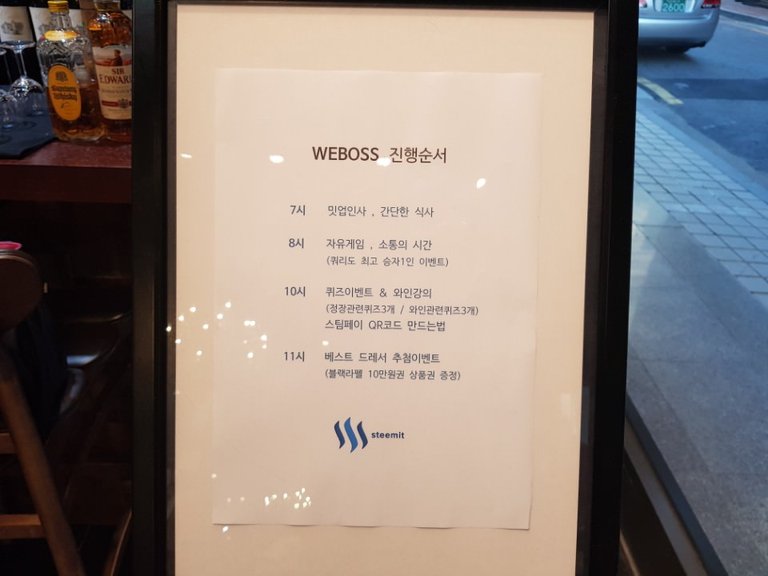 WEBOSS 진행순서
7시 밋업인사 , 간단한 식사
8시 자유게임 , 소통의 시간
(쿼리도 최고 승자1인 이벤트)
10시 퀴즈이벤트 & 와인강의
(정장관련퀴즈3개 / 와인관련퀴즈3개)
스팀페이 QR코드 만드는법
11시 베스트 드레서 추첨이벤트
(블랙라펠 10만원권 상품권 증정)
steemit
SIR
EDWARD
2600